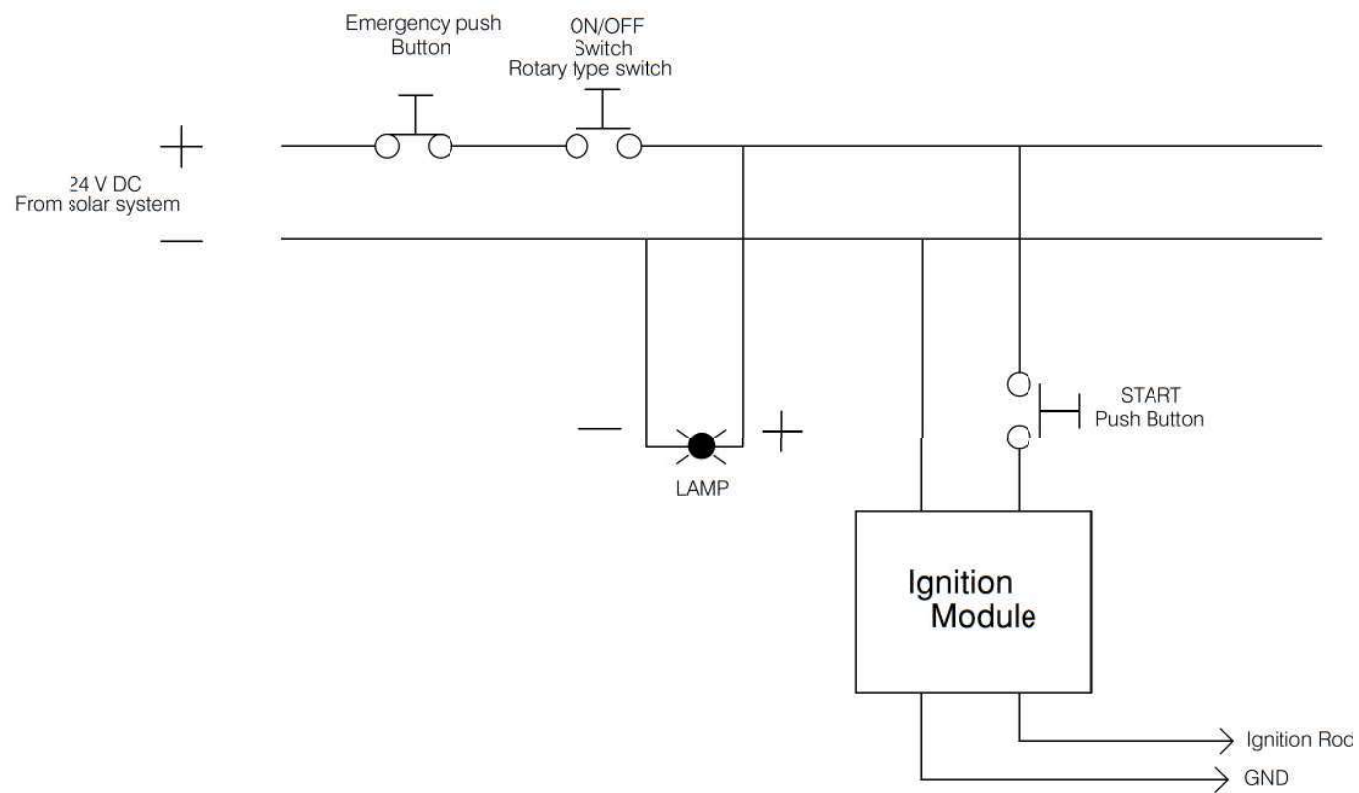 Emergency push
Button
ON/OFF
Switch
Rotary type switch
+
24 V DC
From solar system
—
—
+
LAMP
START
Push Button
Ignition
Module
Ignition Rod
GND